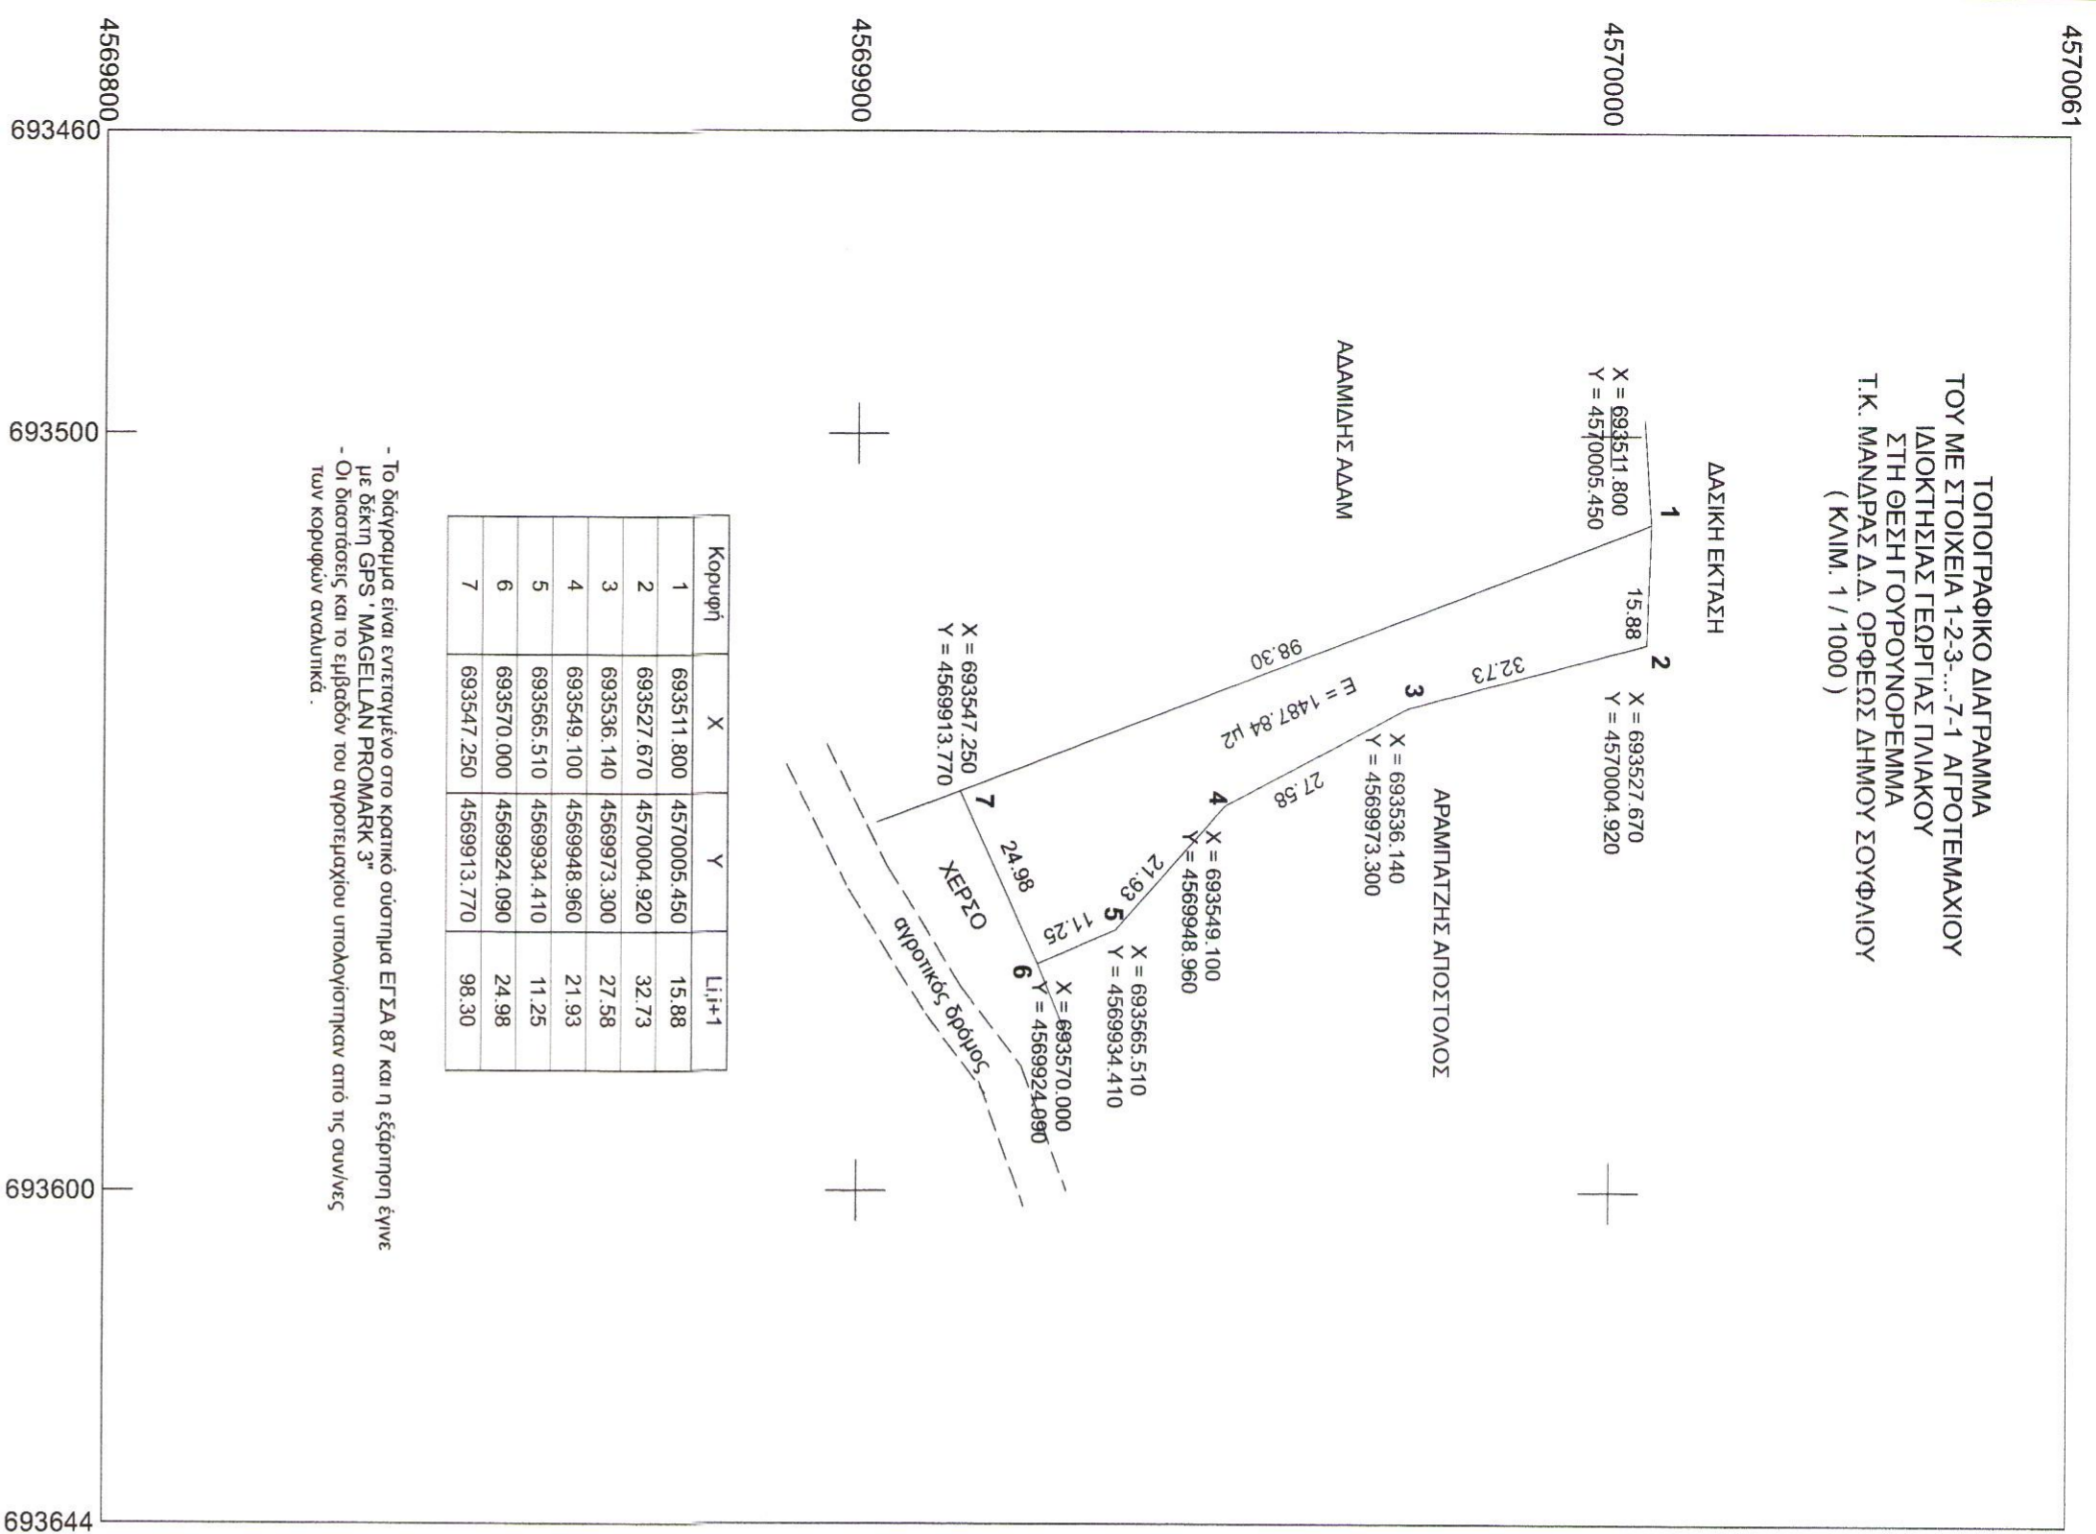 ΤΟΠΟΓΡΑΦΙΚΟ ΔΙΑΓΡΑΜΜΑ
ΤΟΥ ΜΕ ΣΤΟΙΧΕΙΑ 1-2-3-...-7-1 ΑΓΡΟΤΕΜΑΧΙΟΥ
ΙΔΙΟΚΤΗΣΙΑΣ ΓΕΩΡΓΙΑΣ ΠΛΙΑΚΟΥ
ΣΤΗ ΘΕΣΗ ΓΟΥΡΟΥΝΟΡΕΜΜΑ
Τ.Κ. ΜΑΝΔΡΑΣ Δ.Δ. ΟΡΦΕΩΣ ΔΗΜΟΥ ΣΟΥΦΛΙΟΥ
( ΚΛΙΜ. 1 / 1000 )
4570061
4570000
4569900
4569800
693460
693500
693600
693644
ΔΑΣΙΚΗ ΕΚΤΑΣΗ
1
X = 693511.800
Y = 4570005.450
15.88
2
X = 693527.670
Y = 4570004.920
32.73
3
X = 693536.140
Y = 4569973.300
27.58
ΑΡΑΜΠΑΤΖΗΣ ΑΠΟΣΤΟΛΟΣ
ΑΔΑΜΙΔΗΣ ΑΔΑΜ
98.30
E = 1487.84 μ2
4
X = 693549.100
Y = 4569948.960
21.93
5
X = 693565.510
Y = 4569934.410
11.25
6
X = 693570.000
Y = 4569924.090
24.98
7
X = 693547.250
Y = 4569913.770
ΧΕΡΣΟ
αγροτικός δρόμος
Κορυφή X Y Li,i+1
1 693511.800 4570005.450 15.88
2 693527.670 4570004.920 32.73
3 693536.140 4569973.300 27.58
4 693549.100 4569948.960 21.93
5 693565.510 4569934.410 11.25
6 693570.000 4569924.090 24.98
7 693547.250 4569913.770 98.30
- Το διάγραμμα είναι εντεταγμένο στο κρατικό σύστημα ΕΓΣΑ 87 και η εξάρτηση έγινε
με δέκτη GPS ' MAGELLAN PROMARK 3"
- Οι διαστάσεις και το εμβαδόν του αγροτεμαχίου υπολογίστηκαν από τις συν/νες
των κορυφών αναλυτικά .